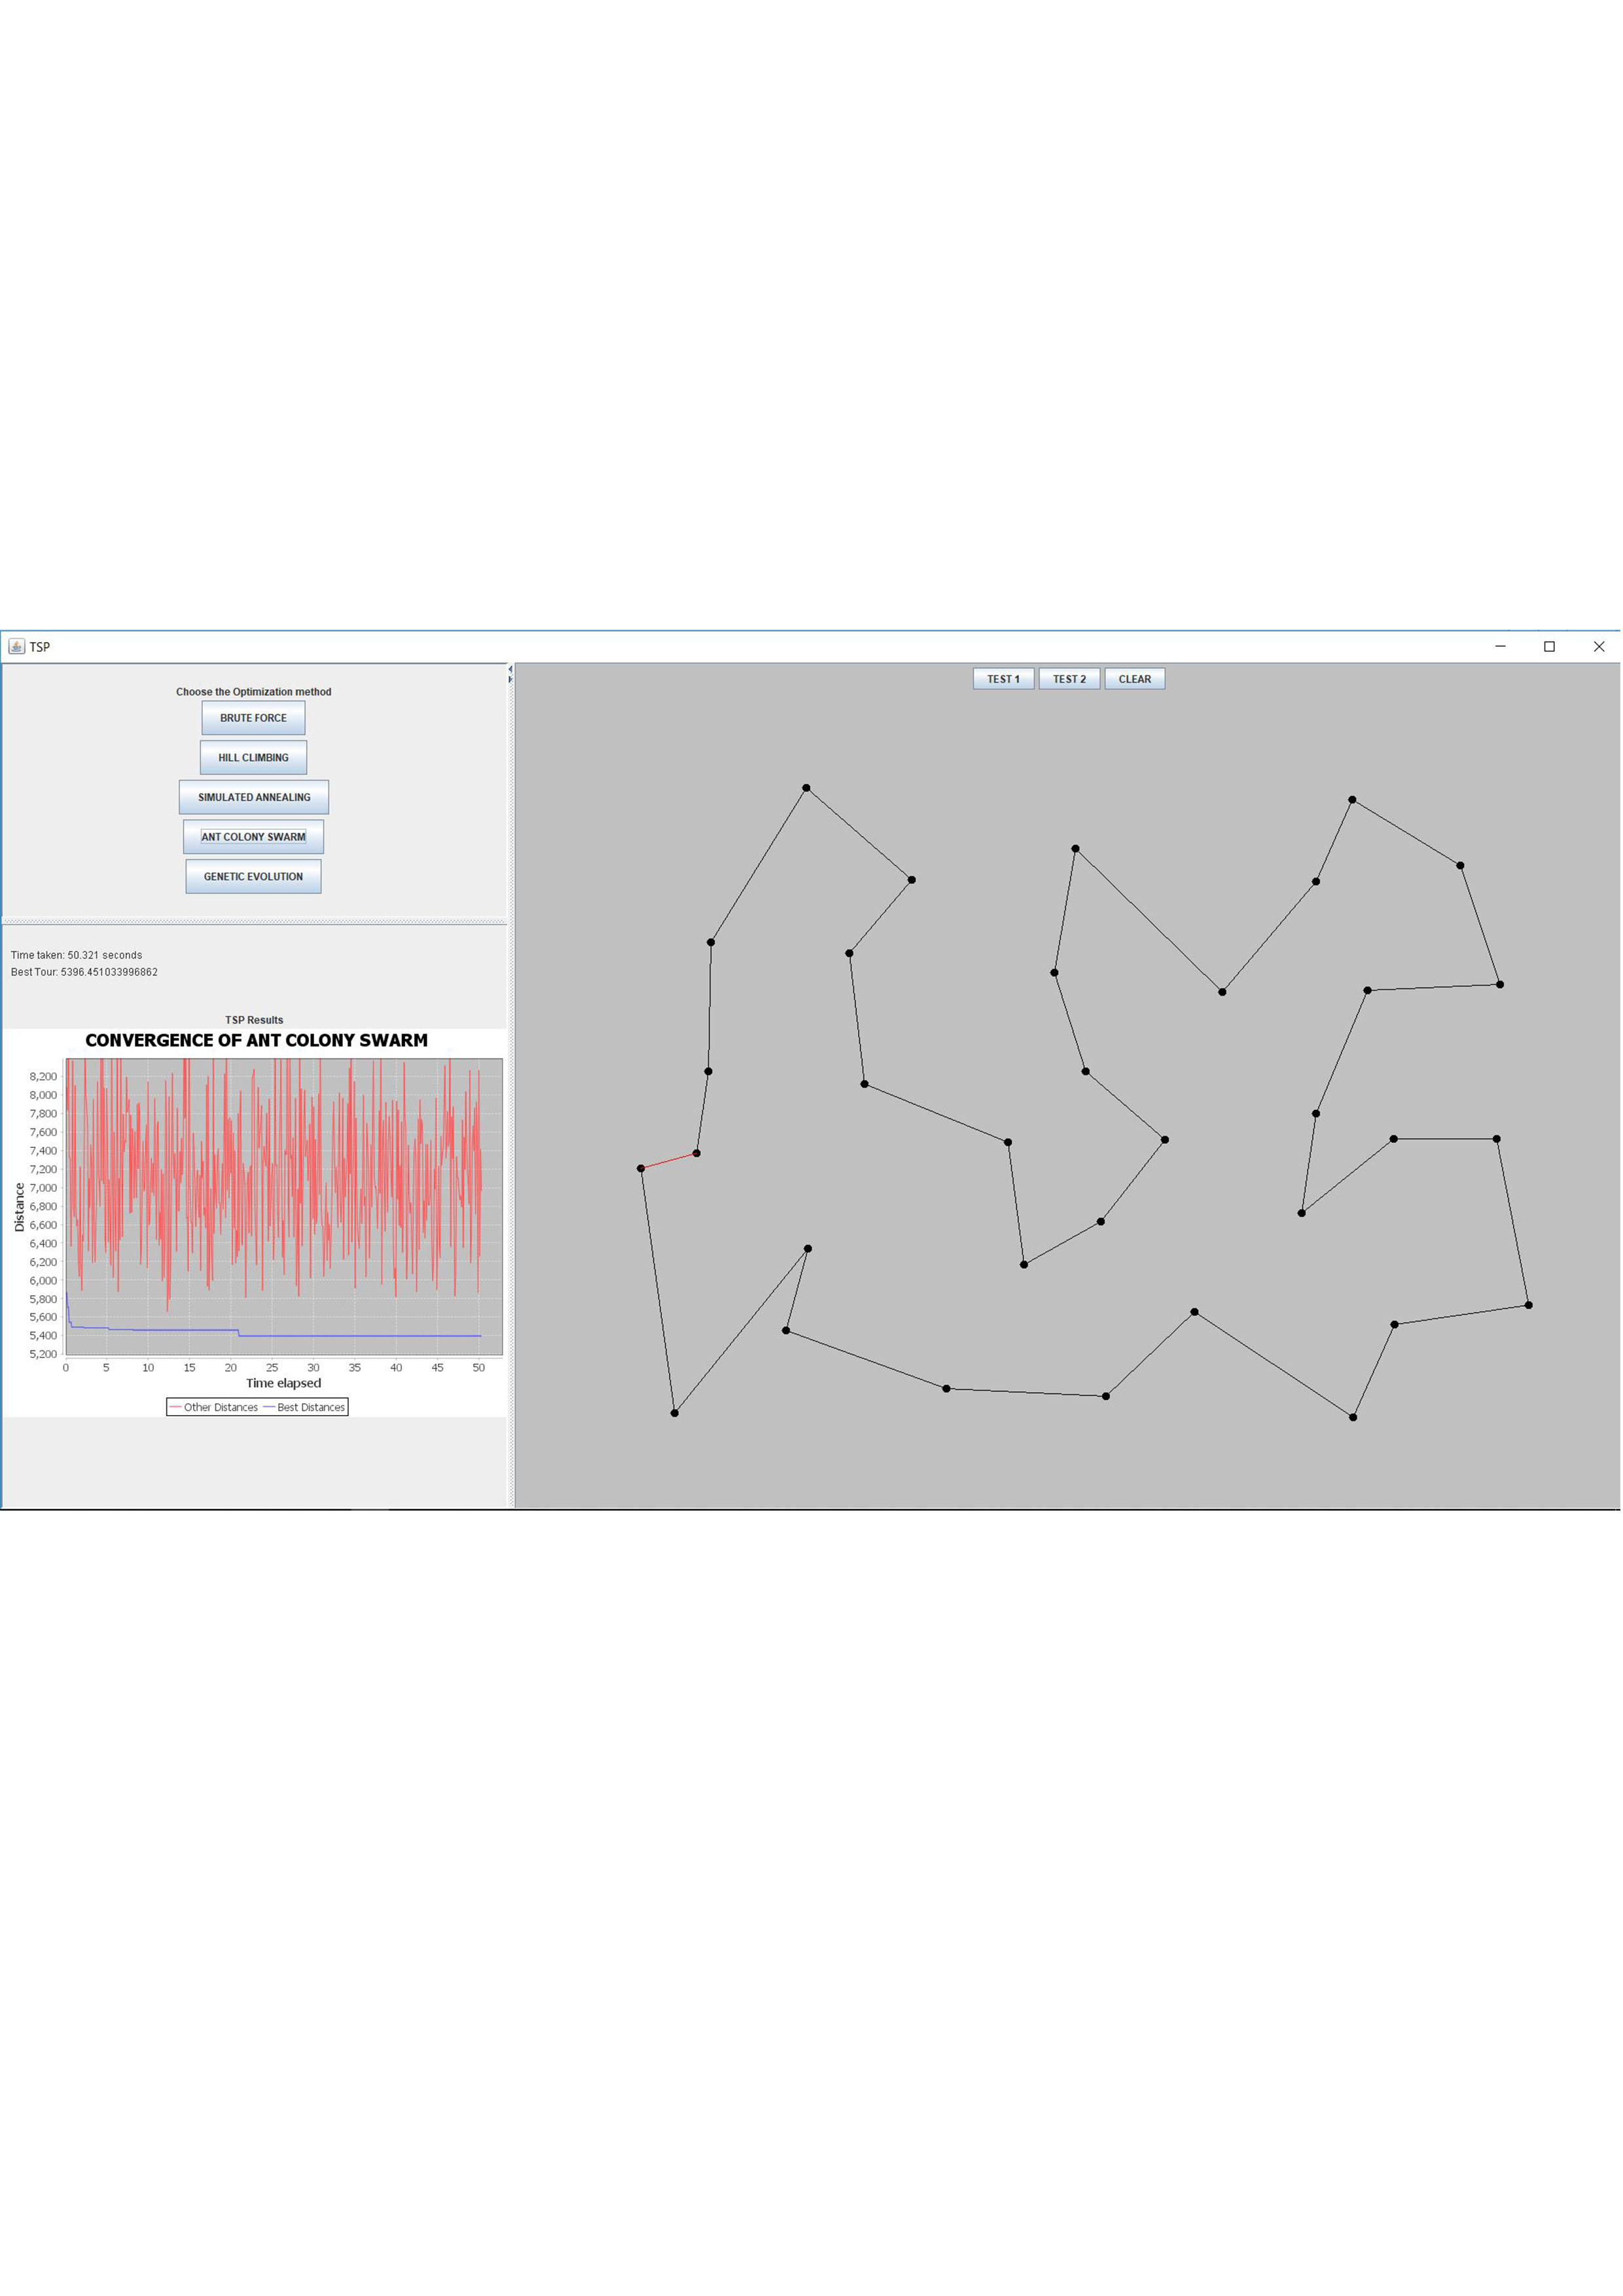 TSP
Choose the Optimization method
BRUTE FORCE
HILL CLIMBING
SIMULATED ANNEALING
ANT COLONY SWARM
GENETIC EVOLUTION
Time taken: 50.321 seconds
Best Tour: 5396.451033996862
TSP Results
CONVERGENCE OF ANT COLONY SWARM
Distance
8,200
8,000
7,800
7,600
7,400
7,200
7,000
6,800
6,600
6,400
6,200
6,000
5,800
5,600
5,400
5,200
0 5 10 15 20 25 30 35 40 45 50
Time elapsed
Other Distances Best Distances
TEST 1 TEST 2 CLEAR